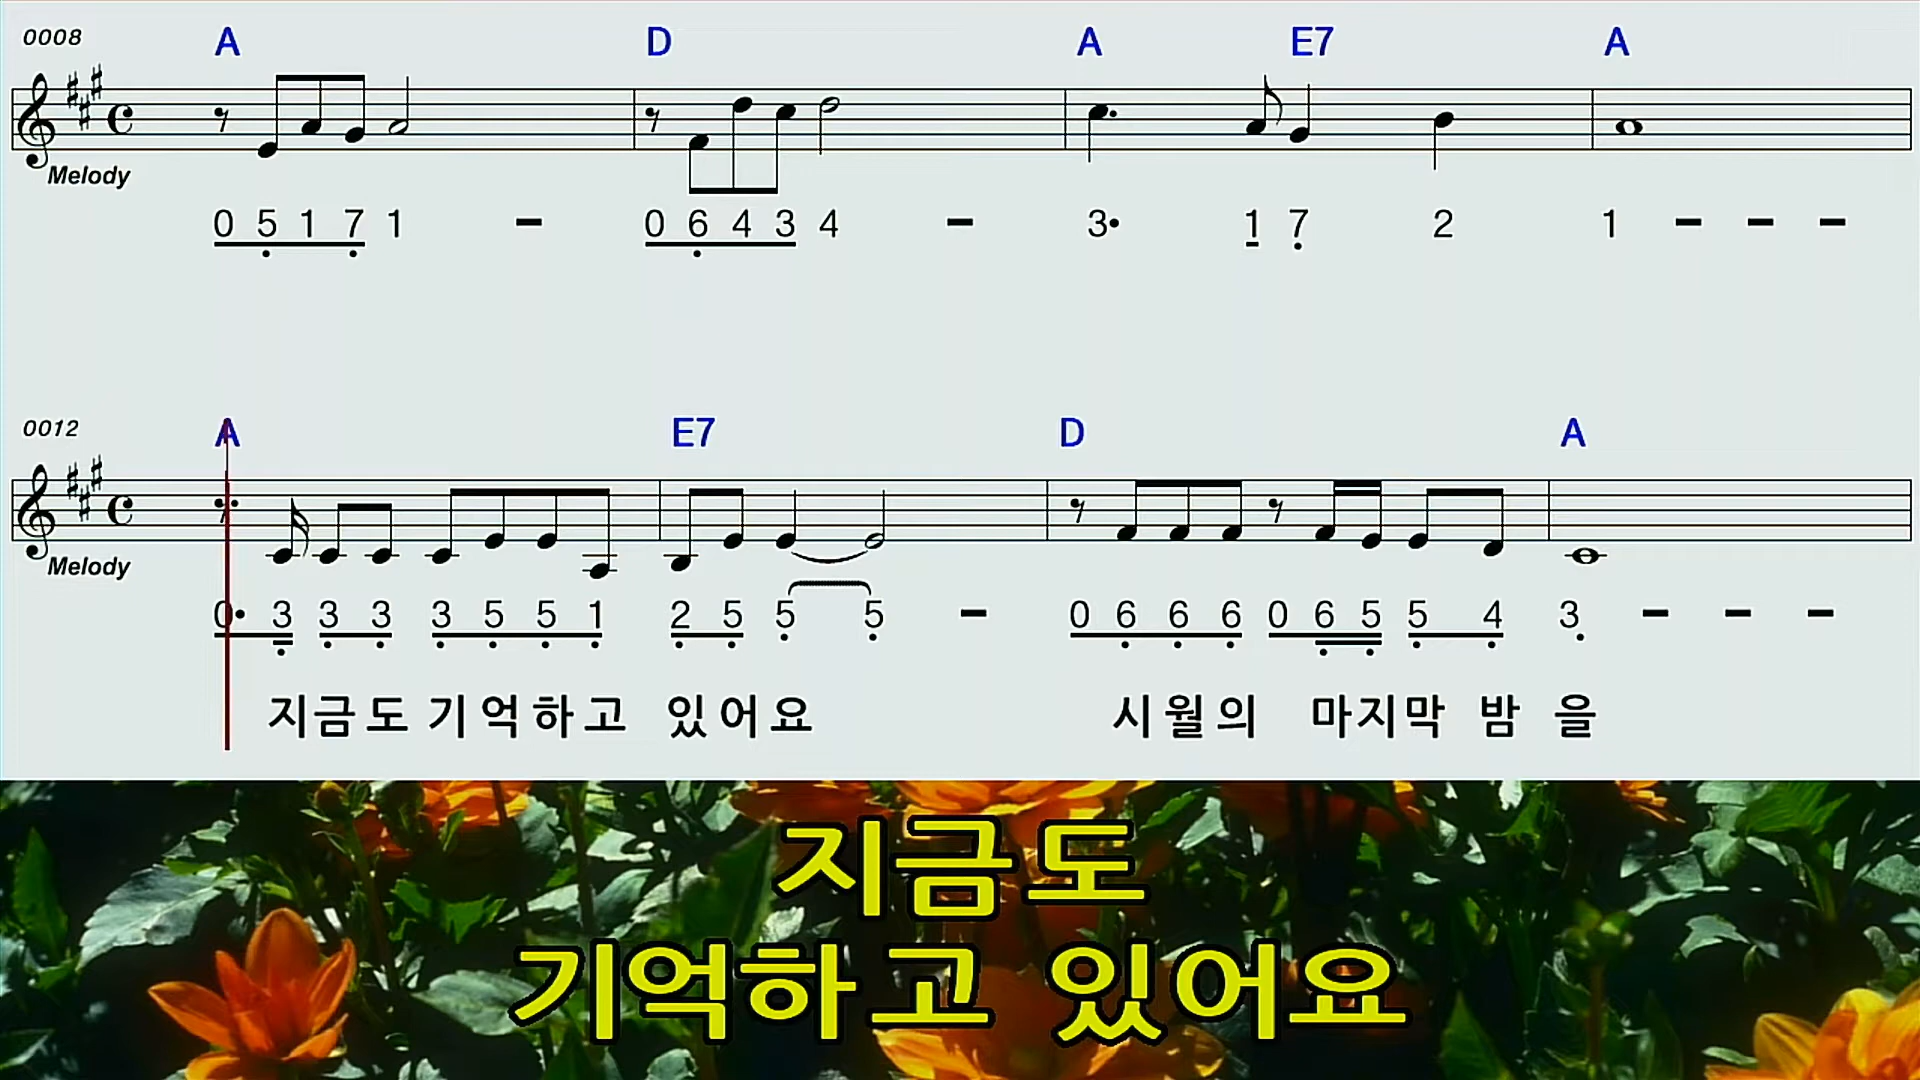 0008 A D A E7 A
Melody
0 5 1 7 1 - 0 6 4 3 4 - 3• 1 7 2 1 - - -
0012 A E7 D A
Melody
0• 3 3 3 3 5 5 1 2 5 5 5 - 0 6 6 6 0 6 5 5 4 3 - - -
지금도 기억하고 있어요 시월의 마지막 밤을
지금도
기억하고 있어요